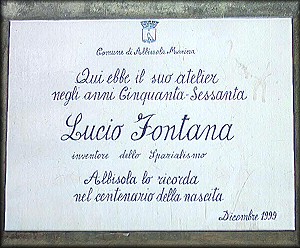 Comune di Albisola Marina
Qui ebbe il suo atelier
negli anni Cinquanta-Sessanta
Lucio Fontana
inventore dello Spazialismo
Albisola lo ricorda
nel centenario della nascita
Dicembre 1999